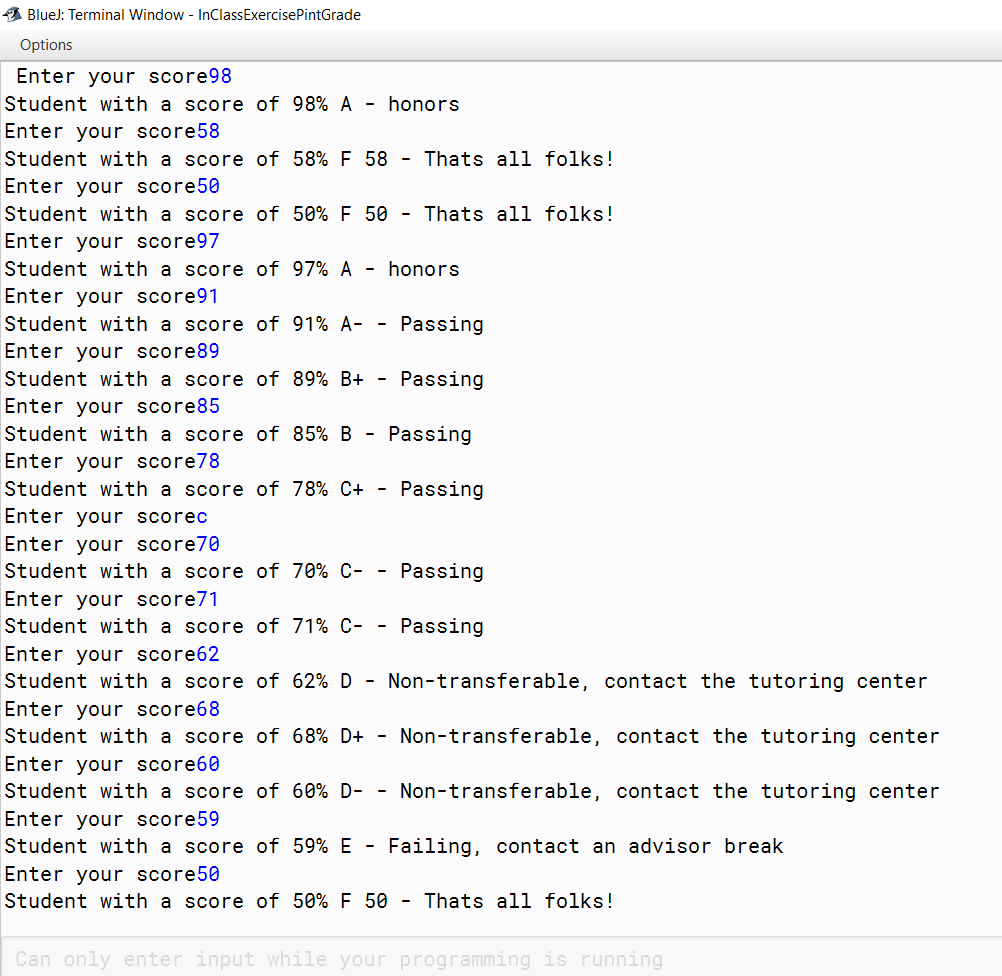 BlueJ: Terminal Window - InClassExercisePintGrade
Options
Enter your score98
Student with a score of 98% A - honors
Enter your score58
Student with a score of 58% F 58 - Thats all folks!
Enter your score50
Student with a score of 50% F 50 - Thats all folks!
Enter your score97
Student with a score of 97% A - honors
Enter your score91
Student with a score of 91% A- - Passing
Enter your score89
Student with a score of 89% B+ - Passing
Enter your score85
Student with a score of 85% B - Passing
Enter your score78
Student with a score of 78% C+ - Passing
Enter your scorec
Enter your score70
Student with a score of 70% C- - Passing
Enter your score71
Student with a score of 71% C- - Passing
Enter your score62
Student with a score of 62% D - Non-transferable, contact the tutoring center
Enter your score68
Student with a score of 68% D+ - Non-transferable, contact the tutoring center
Enter your score60
Student with a score of 60% D- - Non-transferable, contact the tutoring center
Enter your score59
Student with a score of 59% E - Failing, contact an advisor break
Enter your score50
Student with a score of 50% F 50 - Thats all folks!
Can only enter input while your programming is running